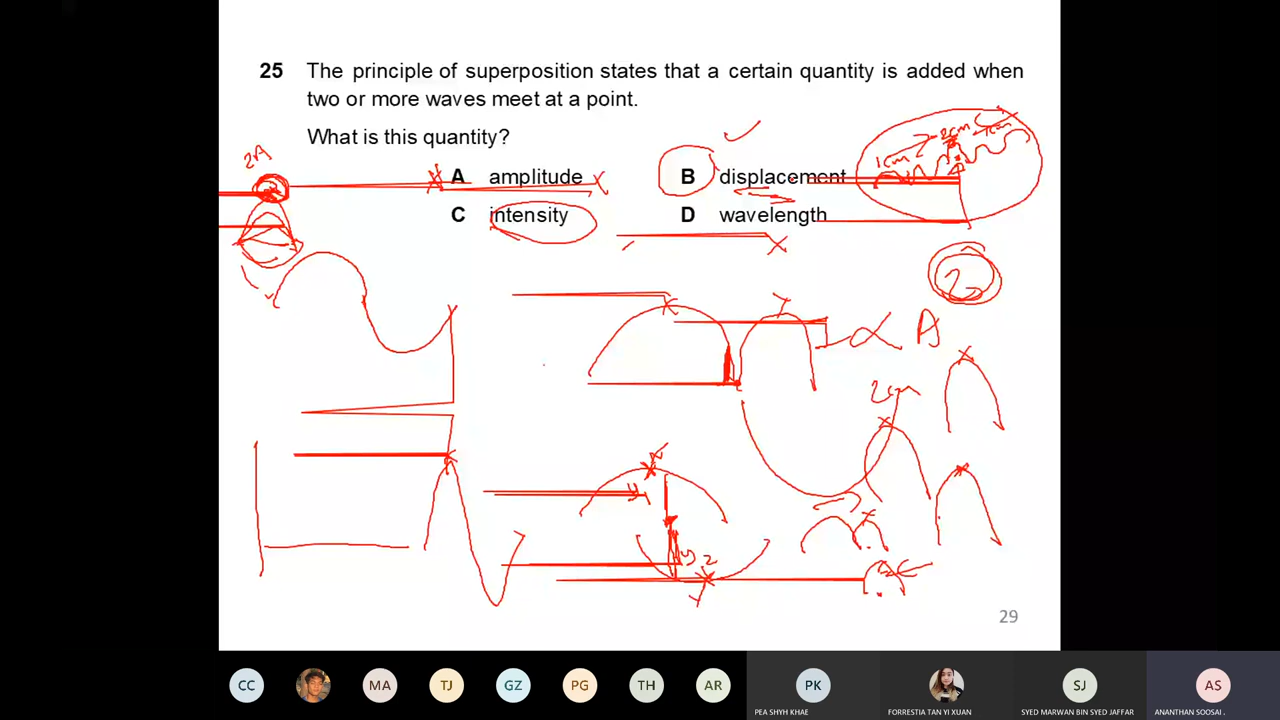 25 The principle of superposition states that a certain quantity is added when
two or more waves meet at a point.
What is this quantity?
A amplitude B displacement
C intensity D wavelength
2A
1cm 2cm 1cm
2
∝ A
2cm
y1
y2
29
CC MA TJ GZ PG TH AR PK SJ AS
PEA SHYH KHAE FORRESTIA TAN YI XUAN SYED MARWAN BIN SYED JAFFAR ANANTHAN SOOSAI .